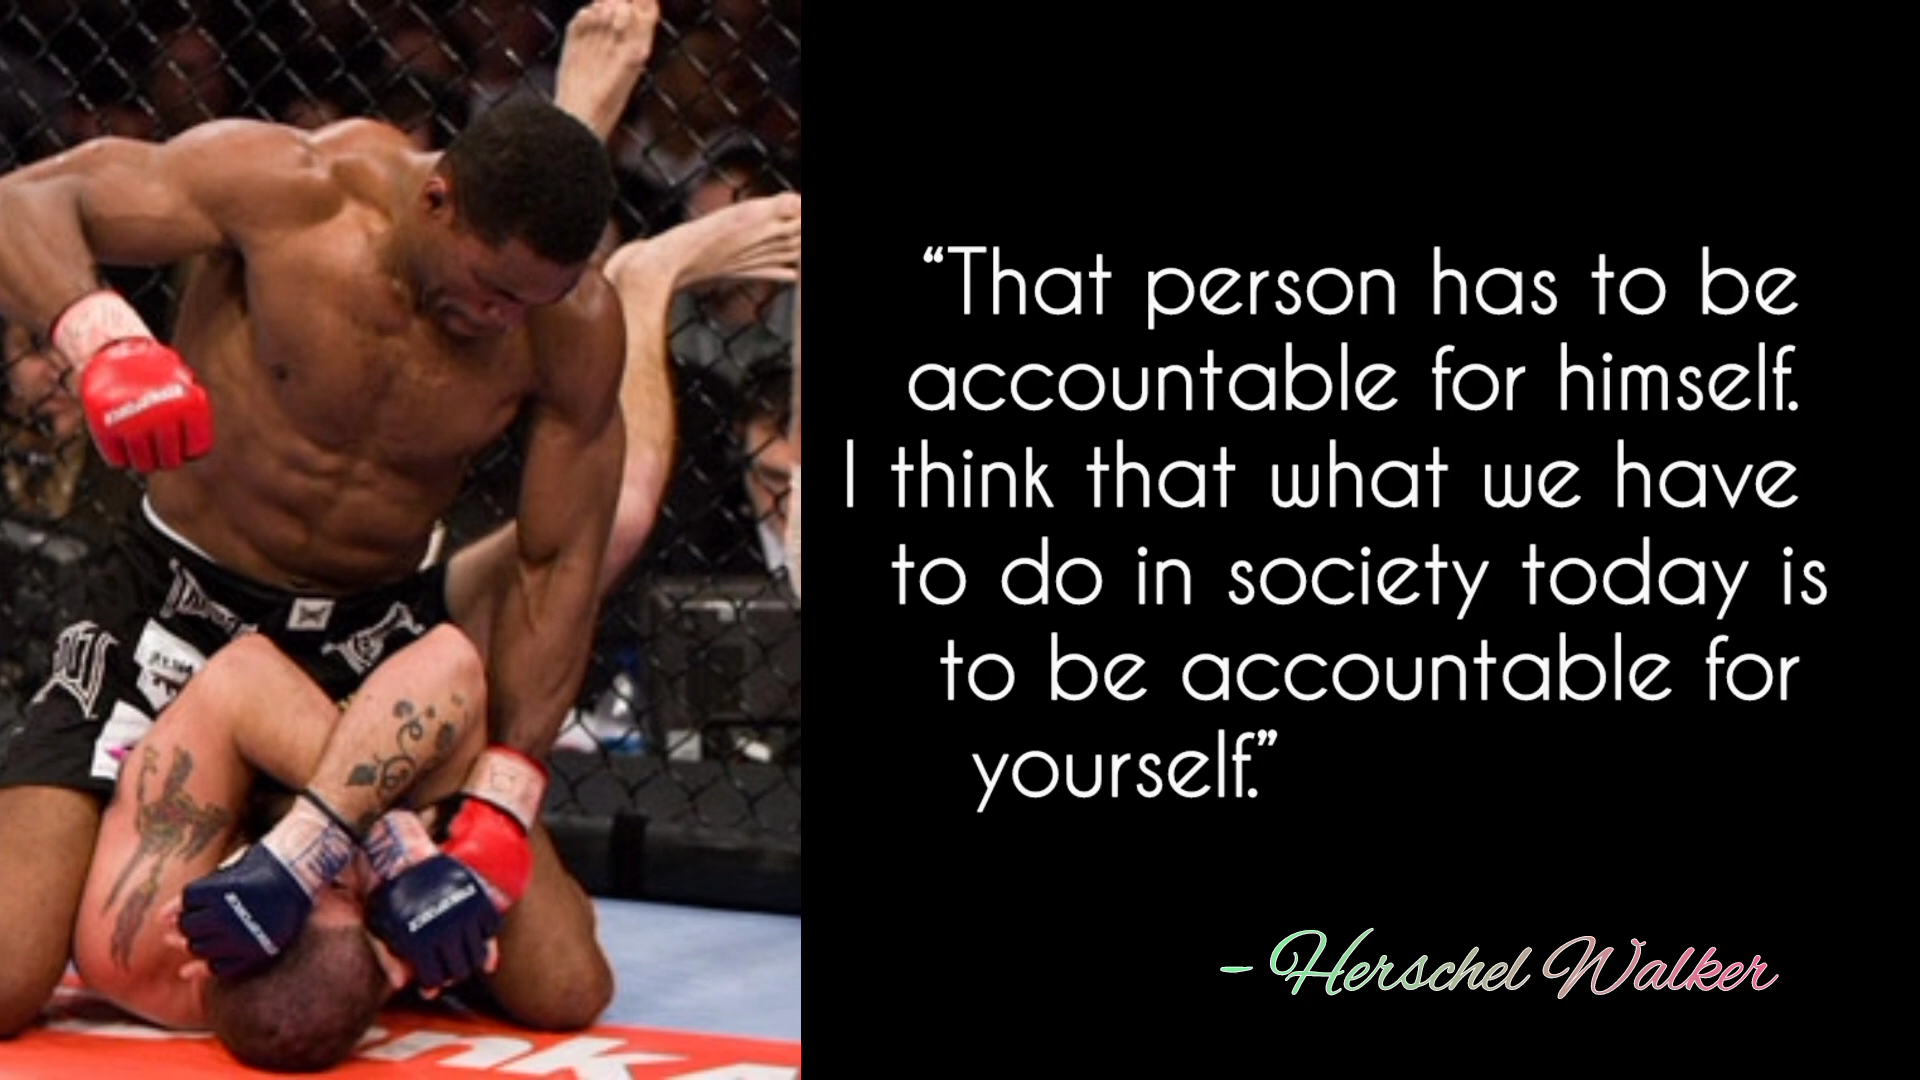 “That person has to be
accountable for himself.
I think that what we have
to do in society today is
to be accountable for
yourself.”
– Herschel Walker